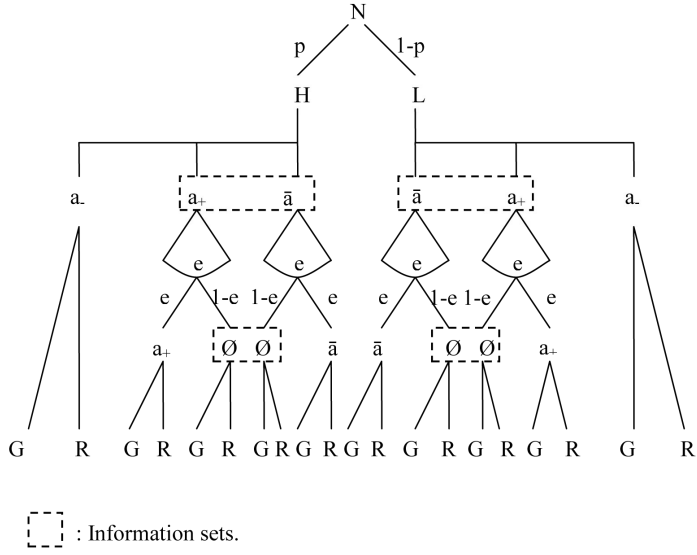 N
p 1-p
H L
a- a+ ā ā a+ a-
e e e e
e 1-e 1-e e e 1-e 1-e e
a+ Ø Ø ā ā Ø Ø a+
G R G R G R G R G R G R G R G R G R G R
: Information sets.